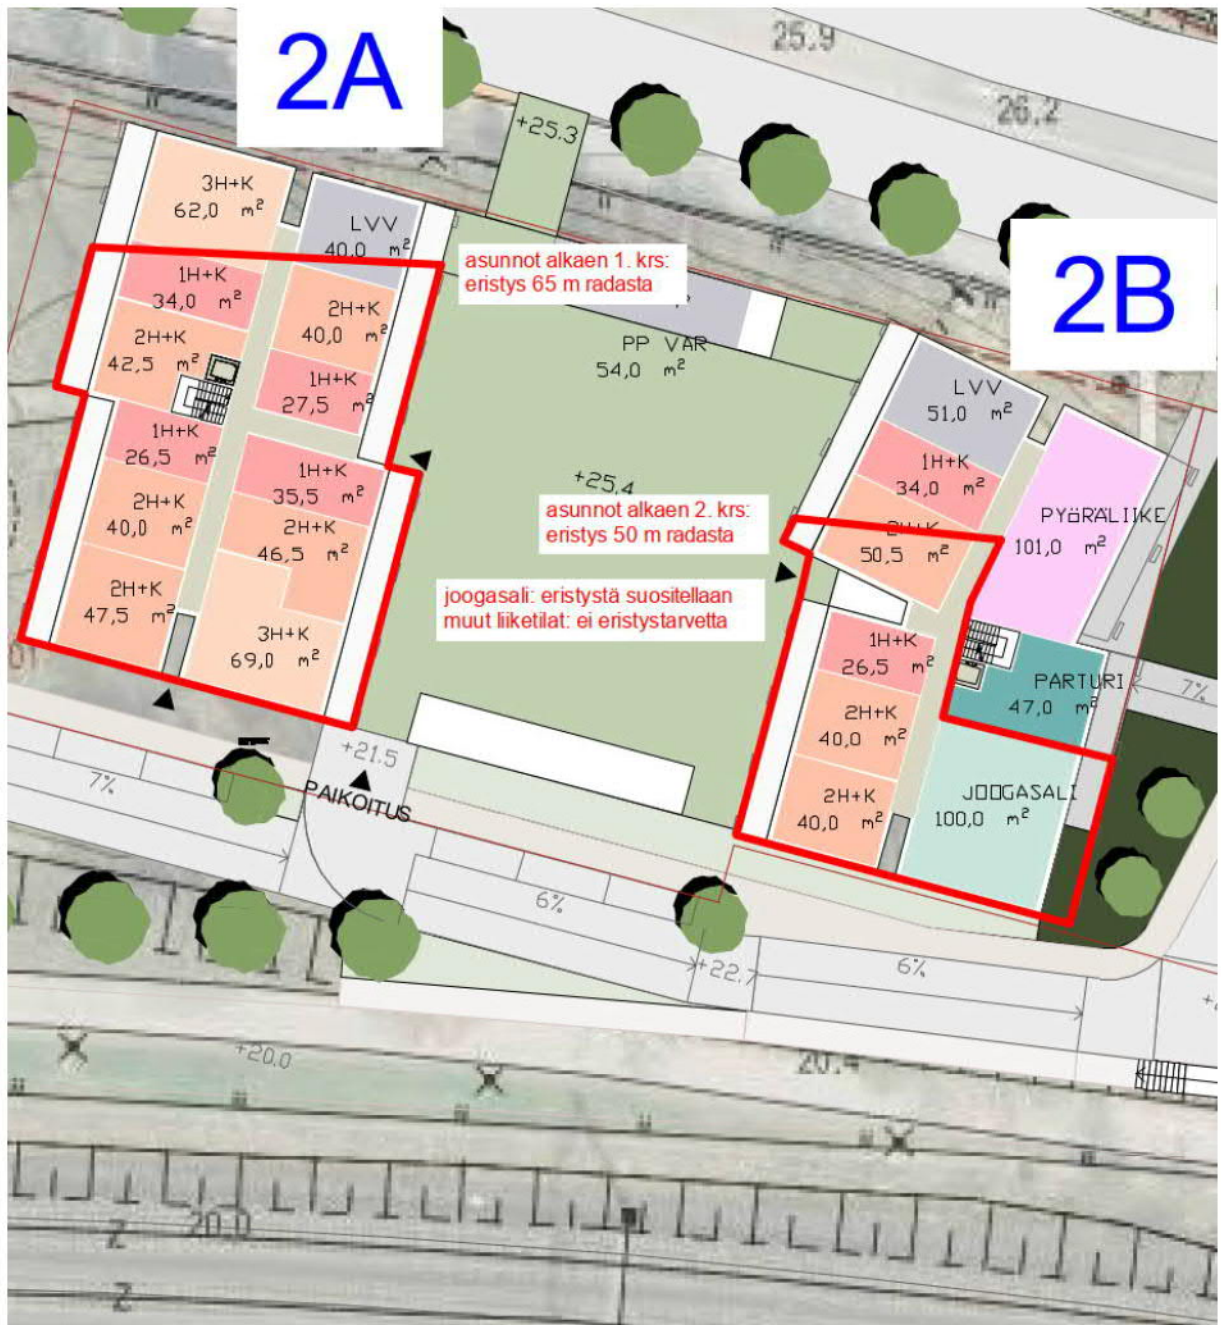 2A
25.9
26.2
+25.3
3H+K
62,0 m²
LVV
40,0 m²
asunnot alkaen 1. krs:
eristys 65 m radasta
2B
1H+K
34,0 m²
2H+K
40,0 m²
2H+K
42,5 m²
1H+K
27,5 m²
PP VAR
54,0 m²
LVV
51,0 m²
1H+K
26,5 m²
1H+K
35,5 m²
+25.4
1H+K
34,0 m²
2H+K
40,0 m²
2H+K
46,5 m²
asunnot alkaen 2. krs:
eristys 50 m radasta
2H+K
50,5 m²
PYÖRÄLIIKE
101,0 m²
2H+K
47,5 m²
joogasali: eristystä suositellaan
muut liiketilat: ei eristystarvetta
3H+K
69,0 m²
1H+K
26,5 m²
PARTURI
47,0 m²
7%
2H+K
40,0 m²
+21.5
PAIKOITUS
7%
2H+K
40,0 m²
JOOGASALI
100,0 m²
6%
+22.7
6%
+20.0
20.4
20.0
Z
Z